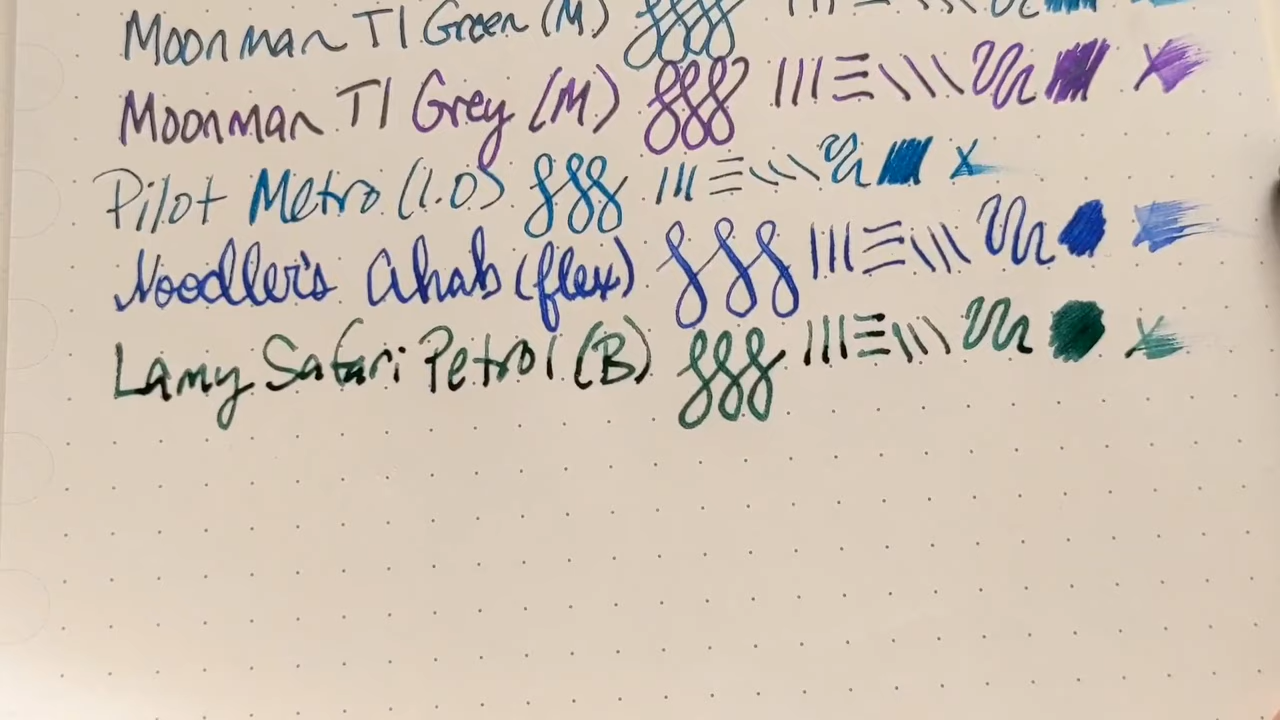 Moonman T1 Green (M)
Moonman T1 Grey (M)
Pilot Metro (1.0)
Noodler's Ahab (flex)
Lamy Safari Petrol (B)